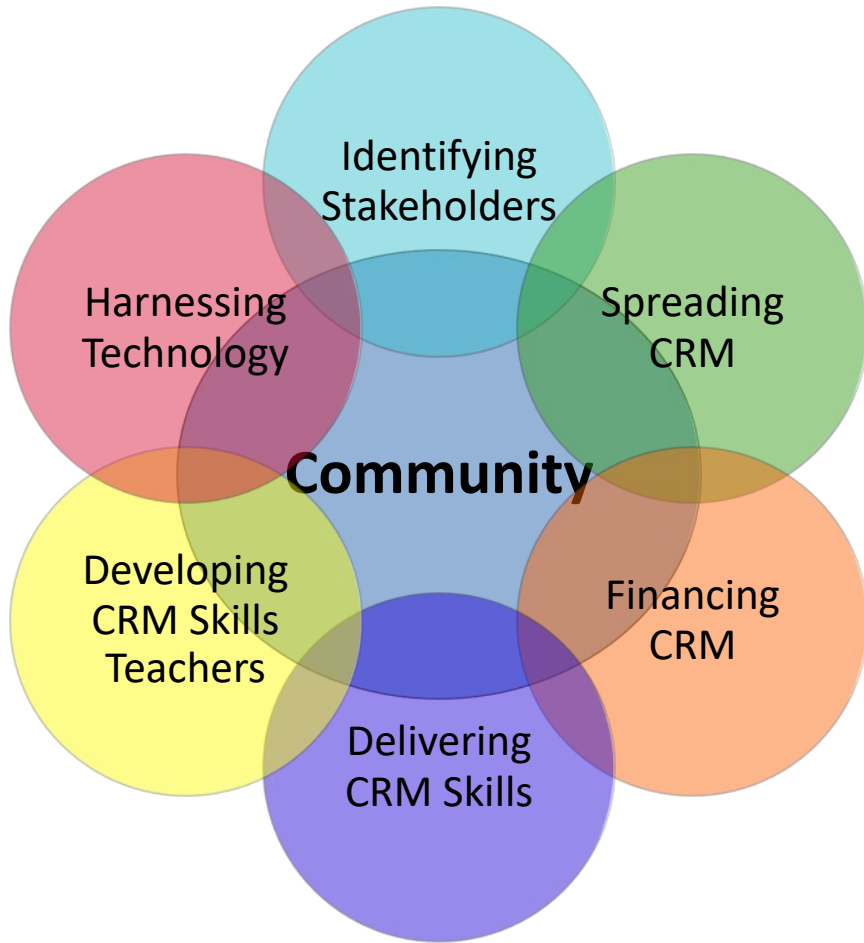 Identifying
Stakeholders
Harnessing
Technology
Spreading
CRM
Community
Developing
CRM Skills
Teachers
Financing
CRM
Delivering
CRM Skills